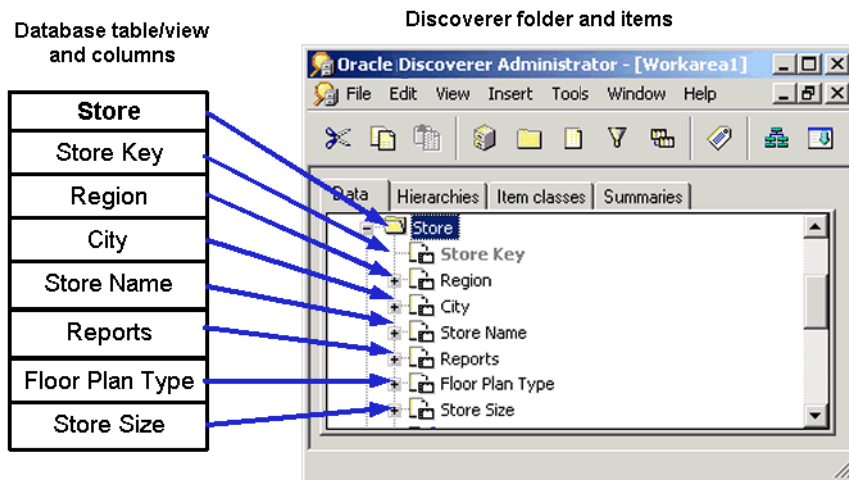 Database table/view
and columns
Store
Store Key
Region
City
Store Name
Reports
Floor Plan Type
Store Size
Discoverer folder and items
Oracle Discoverer Administrator - [Workarea1]
File Edit View Insert Tools Window Help
Data Hierarchies Item classes Summaries
Store
Store Key
Region
City
Store Name
Reports
Floor Plan Type
Store Size